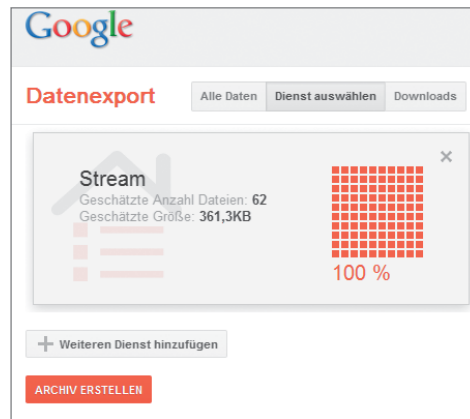 Google
Datenexport
Alle Daten
Dienst auswählen
Downloads
Stream
Geschätzte Anzahl Dateien: 62
Geschätzte Größe: 361,3KB
100 %
Weiteren Dienst hinzufügen
ARCHIV ERSTELLEN